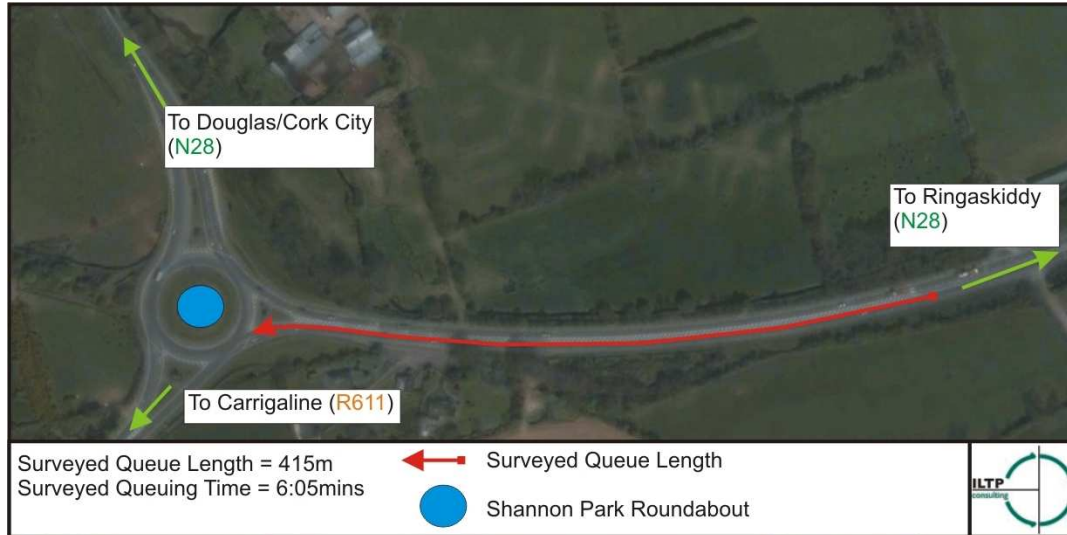 To Douglas/Cork City
(N28)
To Ringaskiddy
(N28)
To Carrigaline (R611)
Surveyed Queue Length = 415m
Surveyed Queuing Time = 6:05mins
Surveyed Queue Length
Shannon Park Roundabout
ILTP
consulting